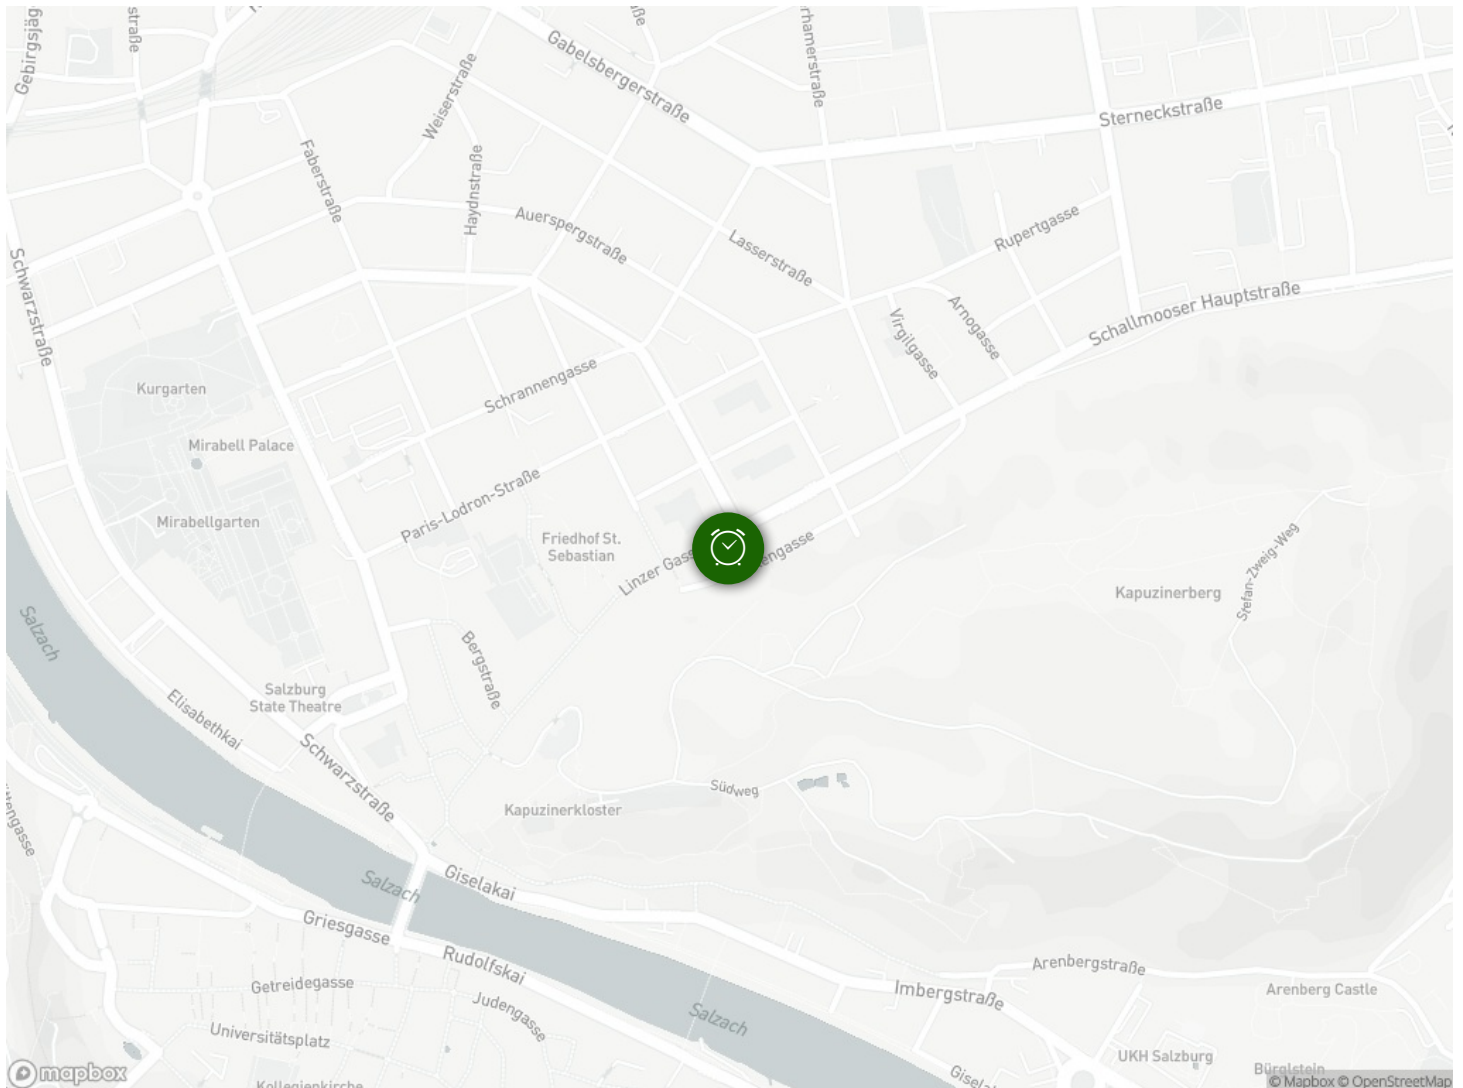 Gabelsbergerstraße
Sterneckstraße
Weiserstraße
Haydnstraße
Faberstraße
Auerspergstraße
Lasserstraße
Rupertgasse
Arnogasse
Virgilgasse
Schallmooser Hauptstraße
Schwarzstraße
Kurgarten
Mirabell Palace
Mirabellgarten
Schrannengasse
Paris-Lodron-Straße
Friedhof St.
Sebastian
Linzer Gass
engasse
Kapuzinerberg
Stefan-Zweig-Weg
Salzach
Bergstraße
Salzburg
State Theatre
Elisabethkai
Schwarzstraße
Südweg
Kapuzinerkloster
Salzach
Giselakai
Griesgasse
Rudolfskai
Getreidegasse
Judengasse
Universitätsplatz
Salzach
Imbergstraße
Arenbergstraße
Arenberg Castle
UKH Salzburg
Bürglstein
Kollegienkirche
mapbox
© Mapbox © OpenStreetMap